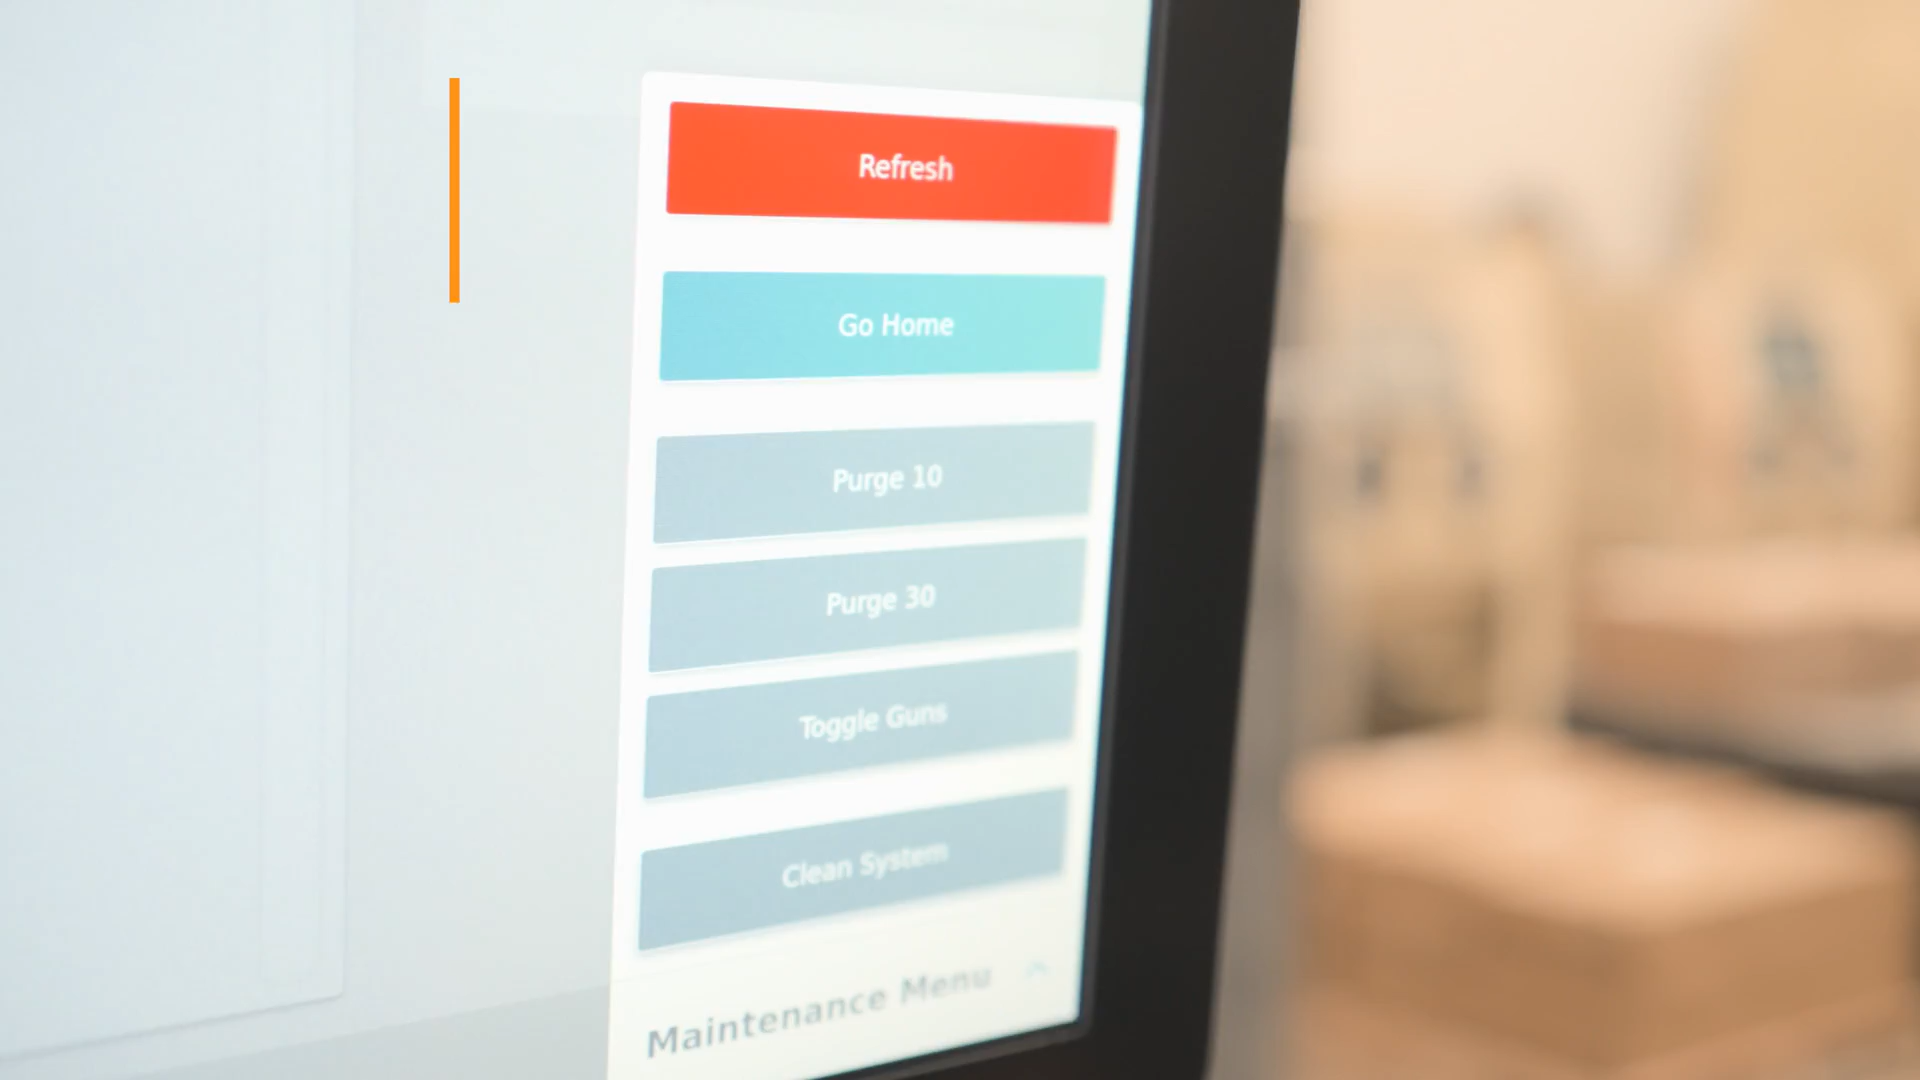 Refresh
Go Home
Purge 10
Purge 30
Toggle Guns
Clean System
Maintenance Menu